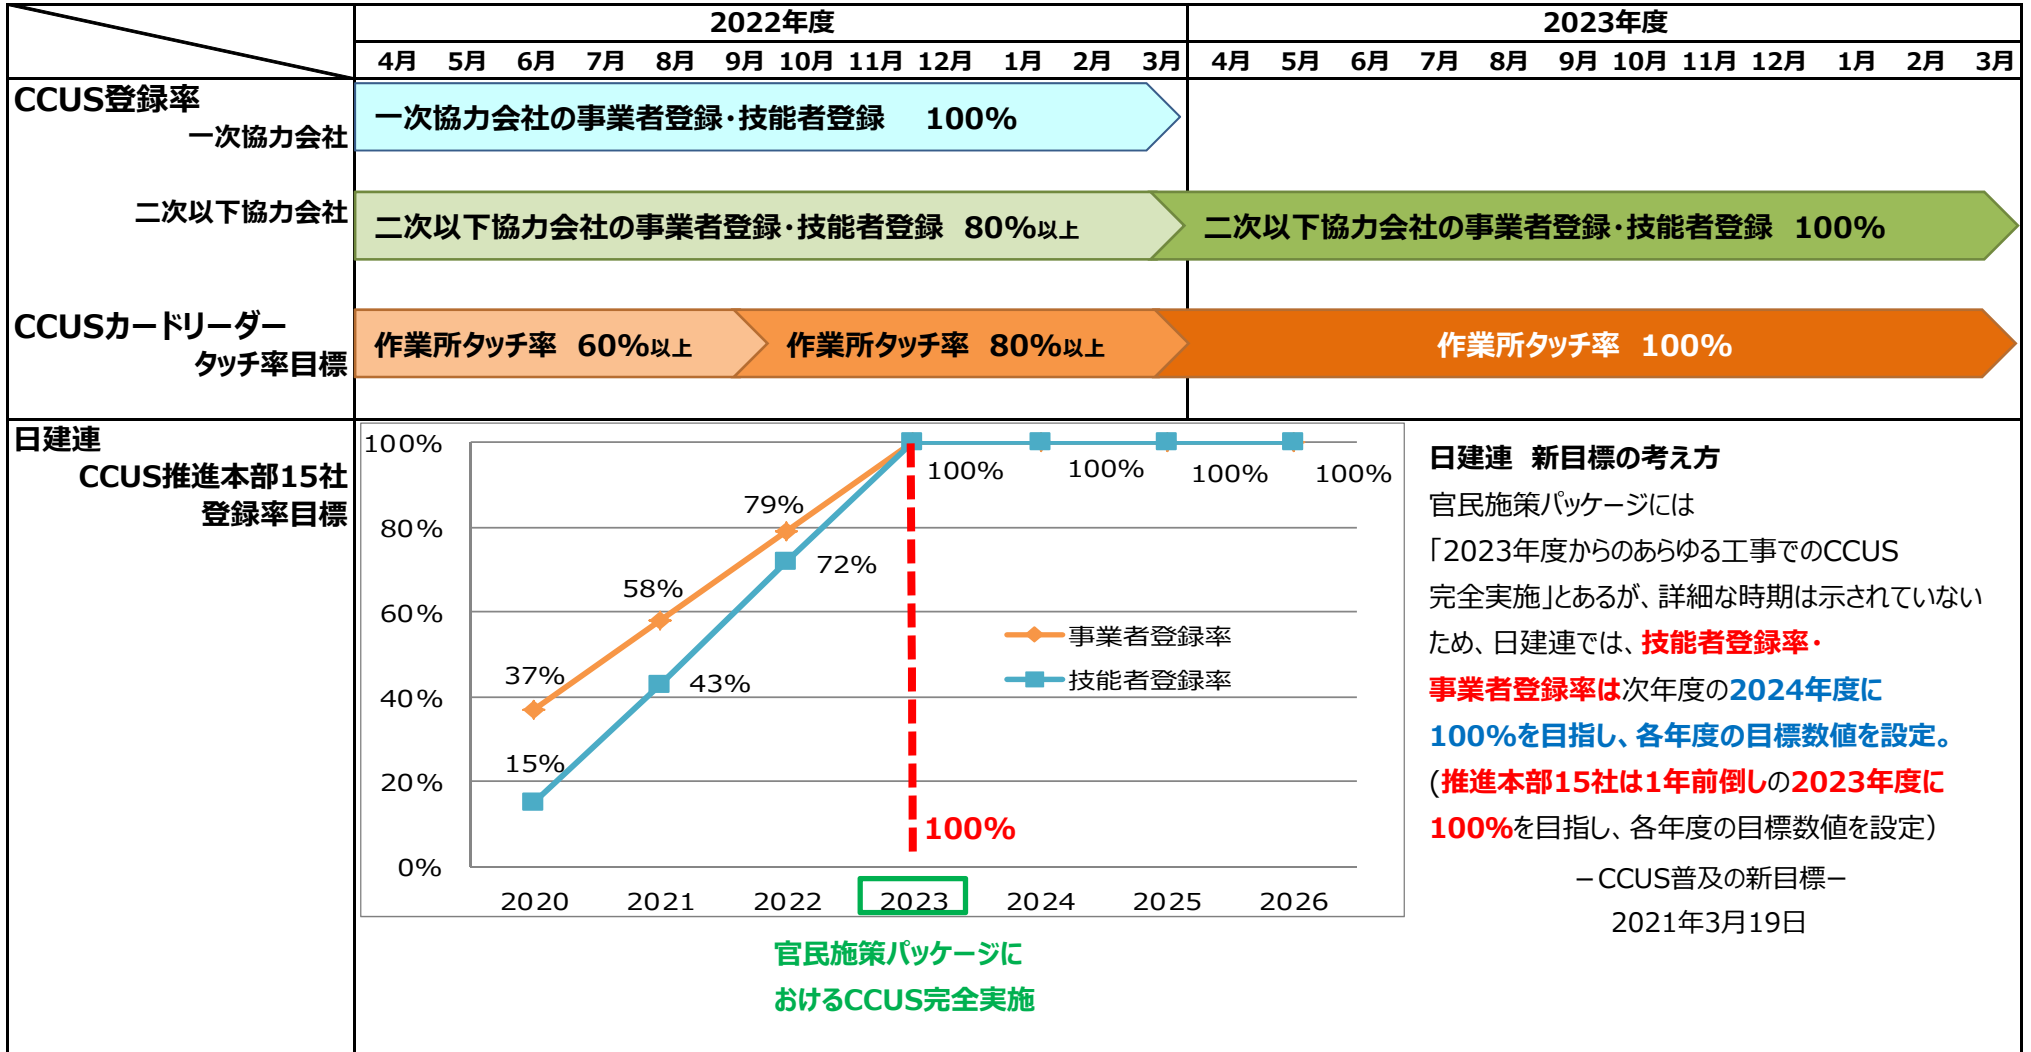 2022年度 2023年度
4月 5月 6月 7月 8月 9月 10月 11月 12月 1月 2月 3月 4月 5月 6月 7月 8月 9月 10月 11月 12月 1月 2月 3月
CCUS登録率
一次協力会社
一次協力会社の事業者登録・技能者登録 100%
二次以下協力会社
二次以下協力会社の事業者登録・技能者登録 80%以上
二次以下協力会社の事業者登録・技能者登録 100%
CCUSカードリーダー
タッチ率目標
作業所タッチ率 60%以上
作業所タッチ率 80%以上
作業所タッチ率 100%
日建連
CCUS推進本部15社
登録率目標
100%
80%
60%
40%
20%
0%
37%
58%
79%
15%
43%
72%
100%
100%
100%
100%
事業者登録率
技能者登録率
100%
2020 2021 2022 2023 2024 2025 2026
官民施策パッケージに
おけるCCUS完全実施
日建連 新目標の考え方
官民施策パッケージには
「2023年度からのあらゆる工事でのCCUS
完全実施」とあるが、詳細な時期は示されていない
ため、日建連では、技能者登録率・
事業者登録率は次年度の2024年度に
100%を目指し、各年度の目標数値を設定。
(推進本部15社は1年前倒しの2023年度に
100%を目指し、各年度の目標数値を設定）
－CCUS普及の新目標－
2021年3月19日